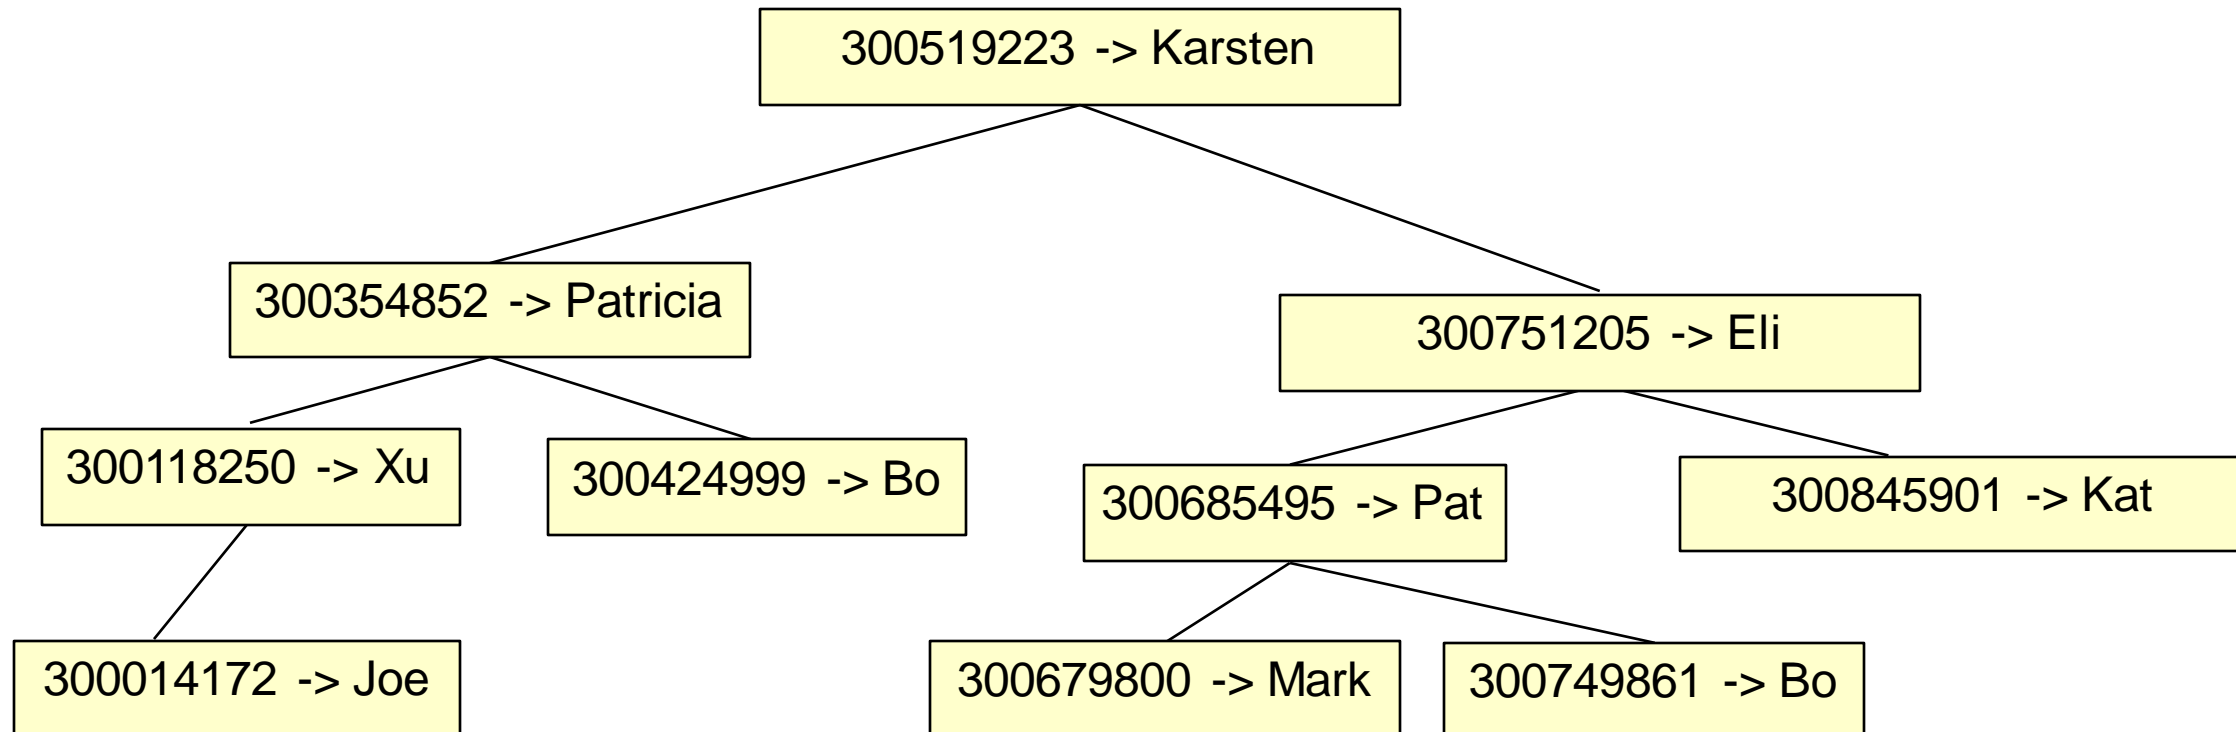 300519223 -> Karsten
300354852 -> Patricia
300751205 -> Eli
300118250 -> Xu
300424999 -> Bo
300685495 -> Pat
300845901 -> Kat
300014172 -> Joe
300679800 -> Mark
300749861 -> Bo